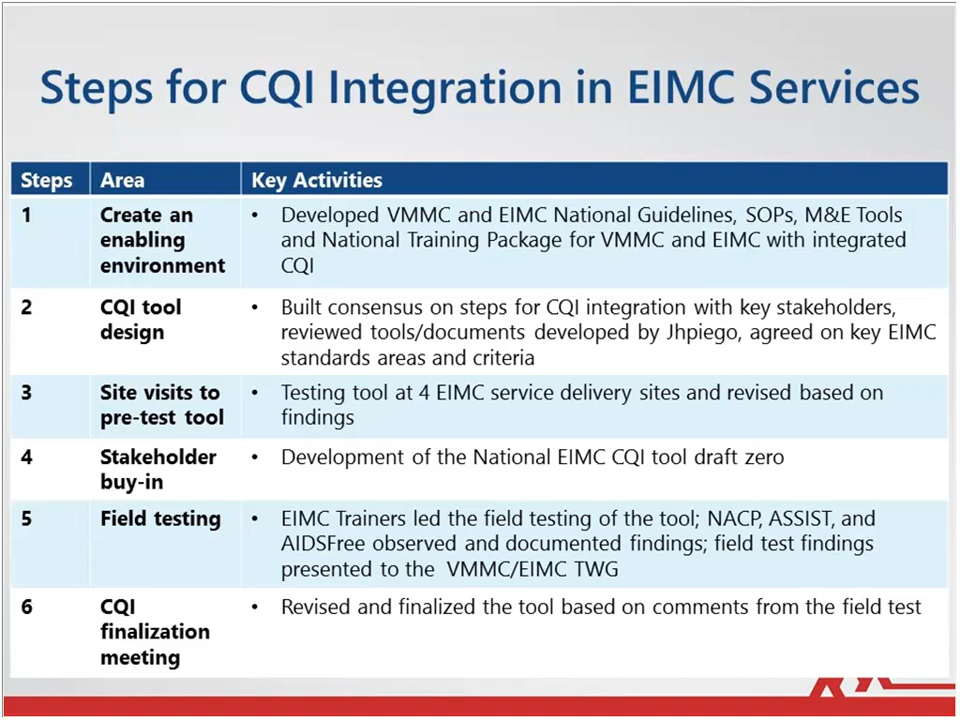 Steps for CQI Integration in EIMC Services
Steps Area Key Activities
1 Create an enabling environment
• Developed VMMC and EIMC National Guidelines, SOPs, M&E Tools
and National Training Package for VMMC and EIMC with integrated
CQI
2 CQI tool design
• Built consensus on steps for CQI integration with key stakeholders,
reviewed tools/documents developed by Jhpiego, agreed on key EIMC
standards areas and criteria
3 Site visits to pre-test tool
• Testing tool at 4 EIMC service delivery sites and revised based on
findings
4 Stakeholder buy-in
• Development of the National EIMC CQI tool draft zero
5 Field testing
• EIMC Trainers led the field testing of the tool; NACP, ASSIST, and
AIDSFree observed and documented findings; field test findings
presented to the VMMC/EIMC TWG
6 CQI finalization meeting
• Revised and finalized the tool based on comments from the field test